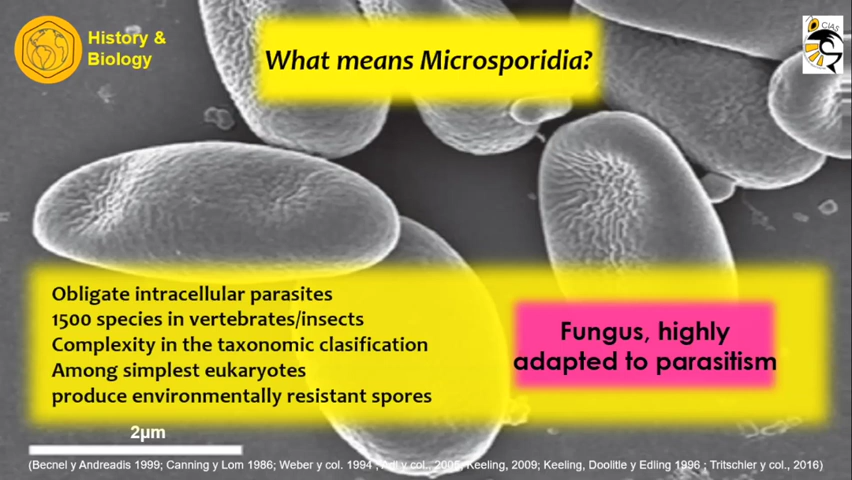 History &
Biology
What means Microsporidia?
CIAS
Obligate intracellular parasites
1500 species in vertebrates/insects
Complexity in the taxonomic clasification
Among simplest eukaryotes
produce environmentally resistant spores
Fungus, highly
adapted to parasitism
2µm
(Becnel y Andreadis 1999; Canning y Lom 1986; Weber y col. 1994 ; y col., Keeling, 2009; Keeling, Doolitle y Edling 1996 ; Tritschler y col., 2016)